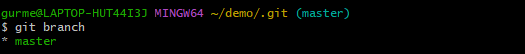 gurme@LAPTOP-HUT44I3J MINGW64 ~/demo/.git (master)
$ git branch
* master